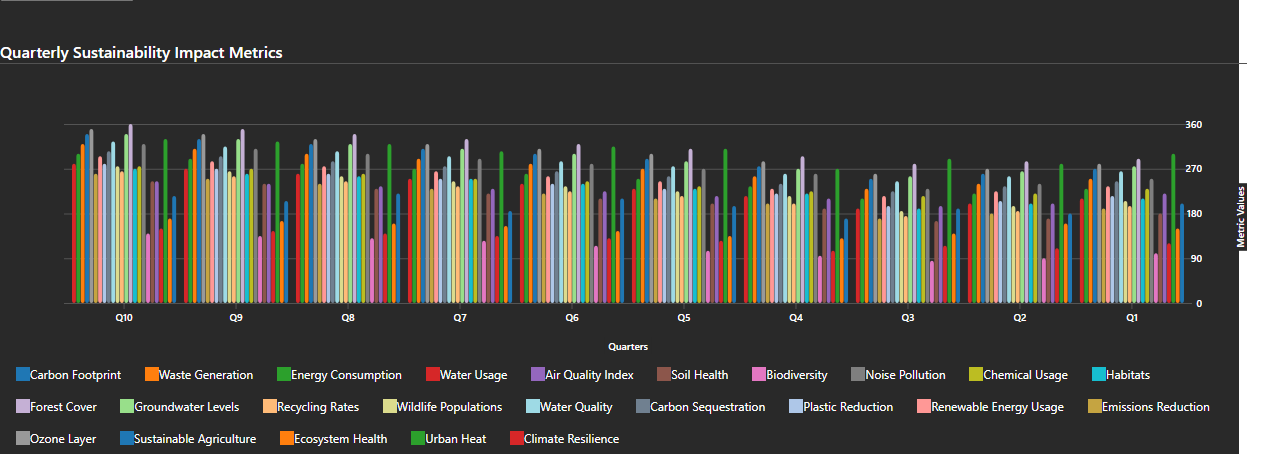 Quarterly Sustainability Impact Metrics
360
270
180
90
0
Metric Values
Q10 Q9 Q8 Q7 Q6 Q5 Q4 Q3 Q2 Q1
Quarters
Carbon Footprint Waste Generation Energy Consumption Water Usage Air Quality Index Soil Health Biodiversity Noise Pollution Chemical Usage Habitats
Forest Cover Groundwater Levels Recycling Rates Wildlife Populations Water Quality Carbon Sequestration Plastic Reduction Renewable Energy Usage Emissions Reduction
Ozone Layer Sustainable Agriculture Ecosystem Health Urban Heat Climate Resilience